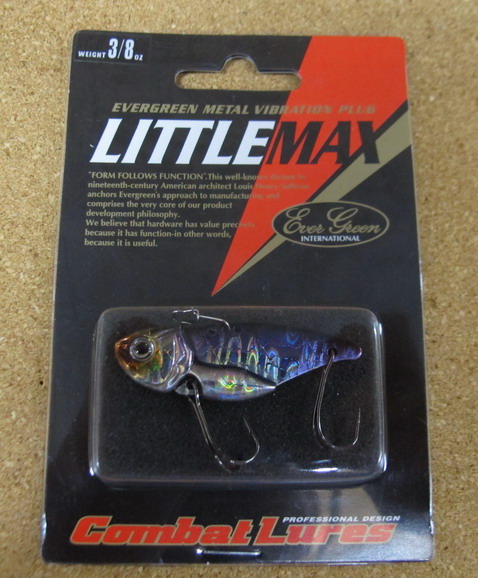 WEIGHT 3/8 OZ
EVERGREEN METAL VIBRATION PLUG
LITTLEMAX
"FORM FOLLOWS FUNCTION". This well-known dictum by
nineteenth-century American architect Louis Henry Sullivan
anchors Evergreen's approach to manufacturing, and
comprises the very core of our product
development philosophy.
We believe that hardware has value precisely
because it has function-in other words,
because it is useful.
Ever Green
INTERNATIONAL
PROFESSIONAL DESIGN
Combat Lures